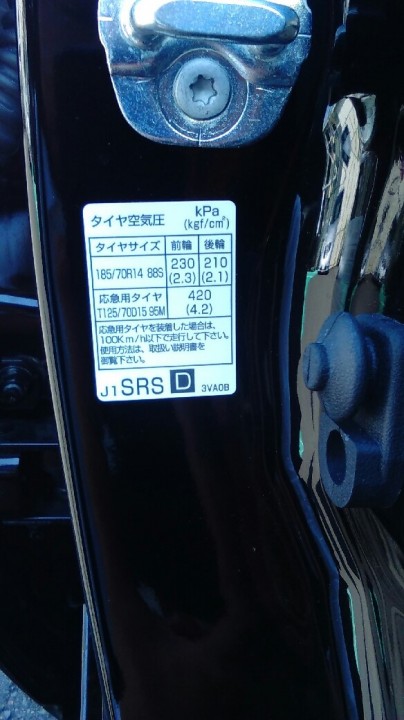 タイヤ空気圧 kPa (kgf/cm²)
タイヤサイズ 前輪 後輪
185/70R14 88S 230 (2.3) 210 (2.1)
応急用タイヤ 420
T125/70D15 95M (4.2)
応急用タイヤを装着した場合は、
100Km/h以下で走行して下さい。
使用方法は、取扱い説明書を
御覧下さい。
J1 SRS D 3VA0B